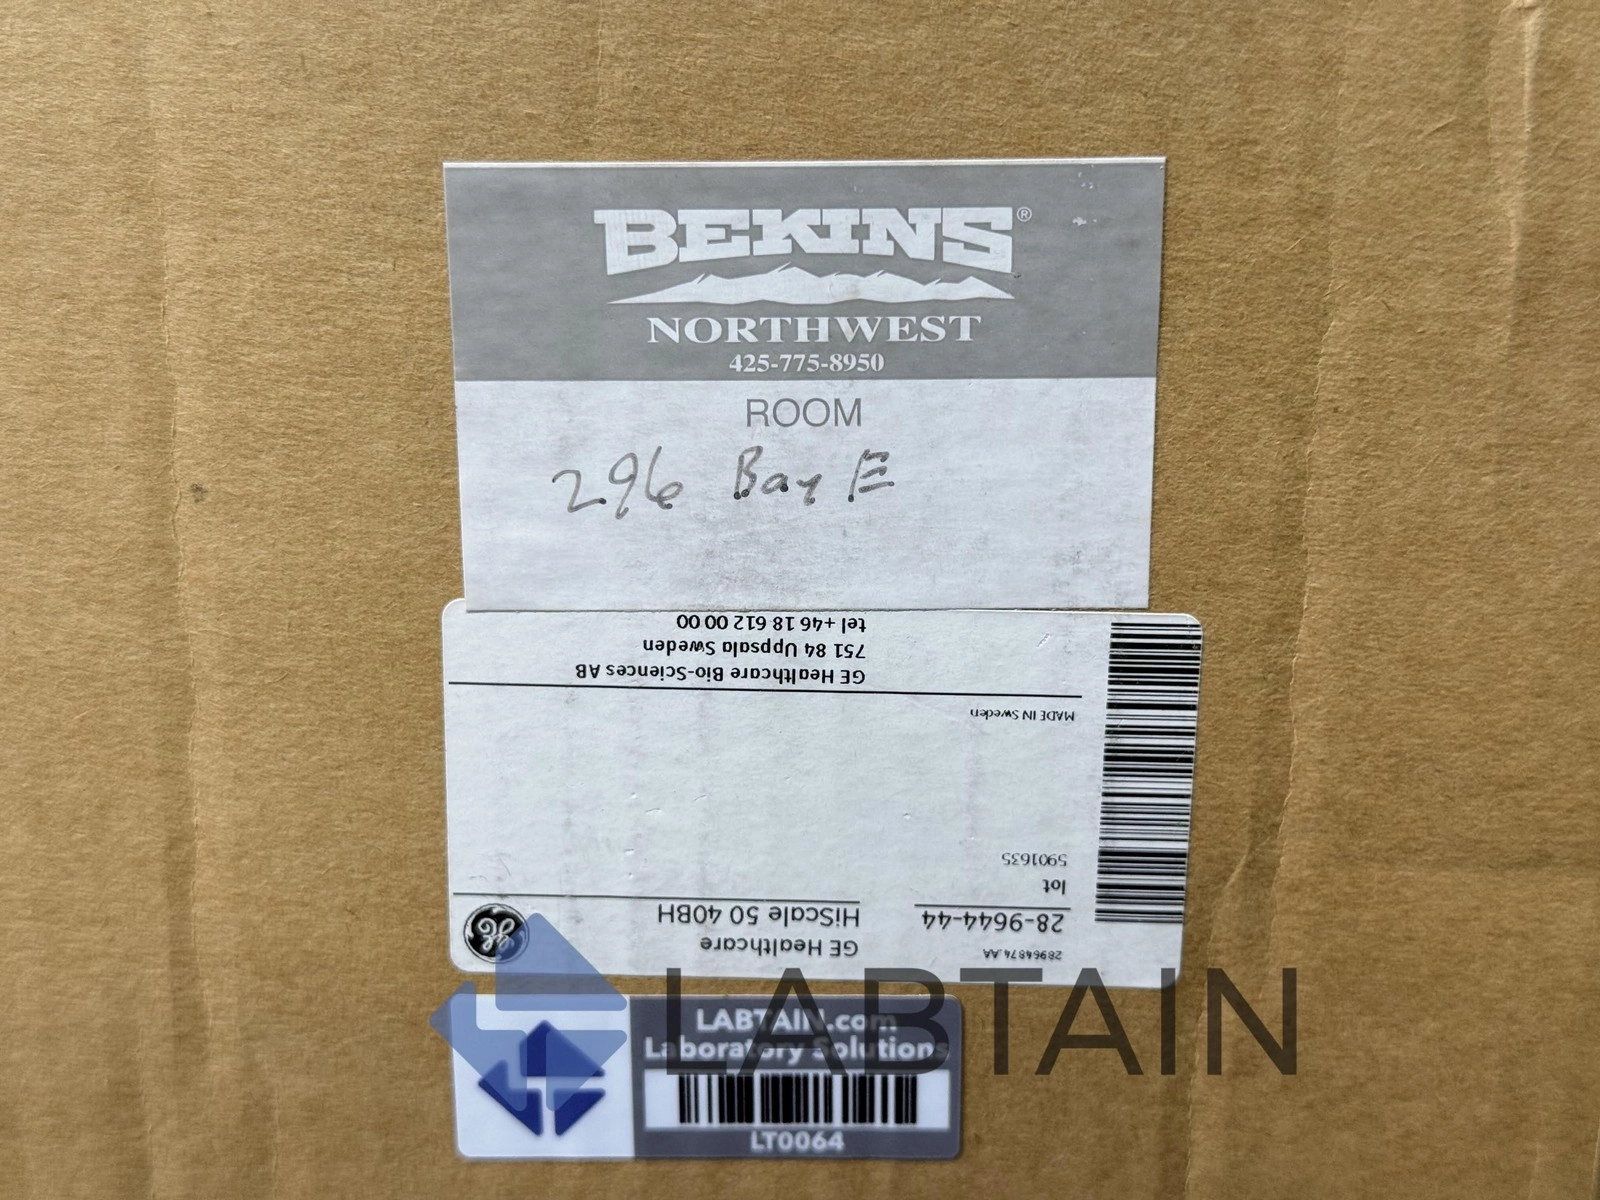 BEKINS®
NORTHWEST
425-775-8950
ROOM
296 Bay E
28964874.AA
28-9644-44
lot
5901635
GE Healthcare
HiScale 50 40BH
MADE IN Sweden
GE Healthcare Bio-Sciences AB
751 84 Uppsala Sweden
tel +46 18 612 00 00
LABTAIN
LABTAIN.com
Laboratory Solutions
LT0064